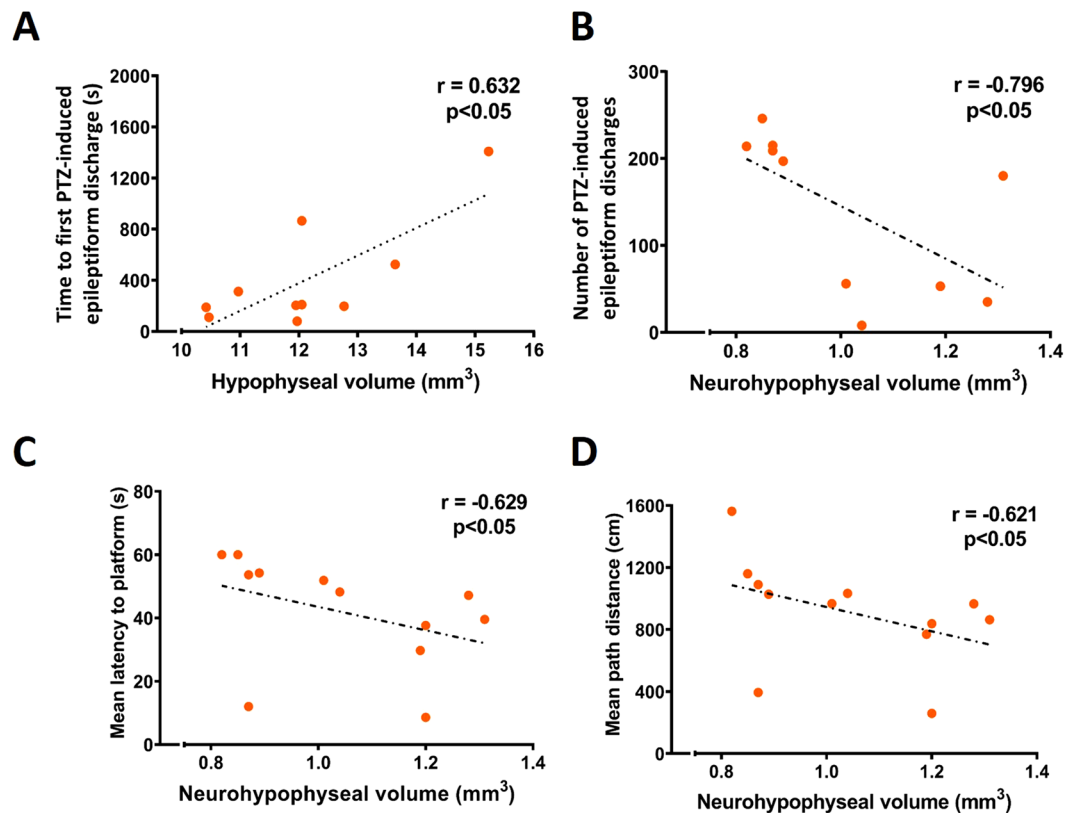 A
r = 0.632
p<0.05
Time to first PTZ-induced
epileptiform discharge (s)
2000
1600
1200
800
400
0
10 11 12 13 14 15 16
Hypophyseal volume (mm³)
B
r = -0.796
p<0.05
Number of PTZ-induced
epileptiform discharges
300
200
100
0
0.8 1.0 1.2 1.4
Neurohypophyseal volume (mm³)
C
r = -0.629
p<0.05
Mean latency to platform (s)
80
60
40
20
0
0.8 1.0 1.2 1.4
Neurohypophyseal volume (mm³)
D
r = -0.621
p<0.05
Mean path distance (cm)
1600
1200
800
400
0
0.8 1.0 1.2 1.4
Neurohypophyseal volume (mm³)